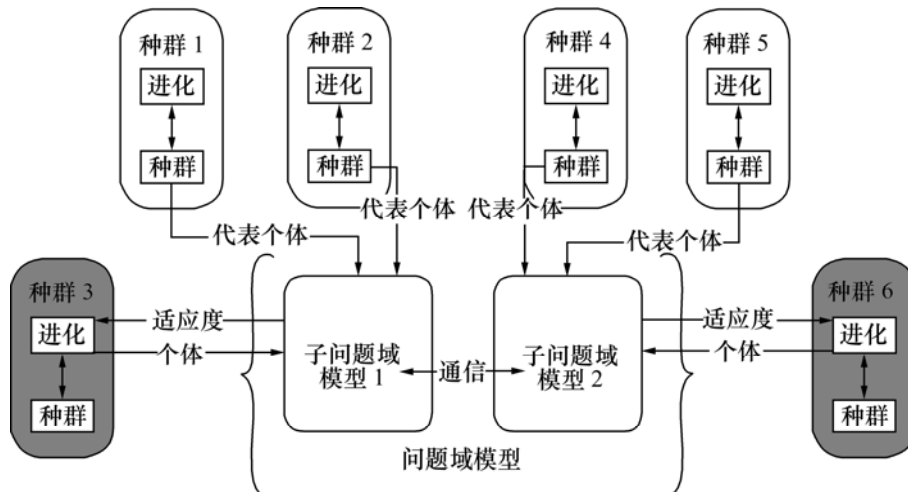 种群 1
种群 2
种群 4
种群 5
进化
进化
进化
进化
种群
种群
种群
种群
代表个体
代表个体
代表个体
代表个体
种群 3
种群 6
进化
适应度
适应度
进化
个体
个体
子问题域
模型 1
通信
子问题域
模型 2
种群
种群
问题域模型